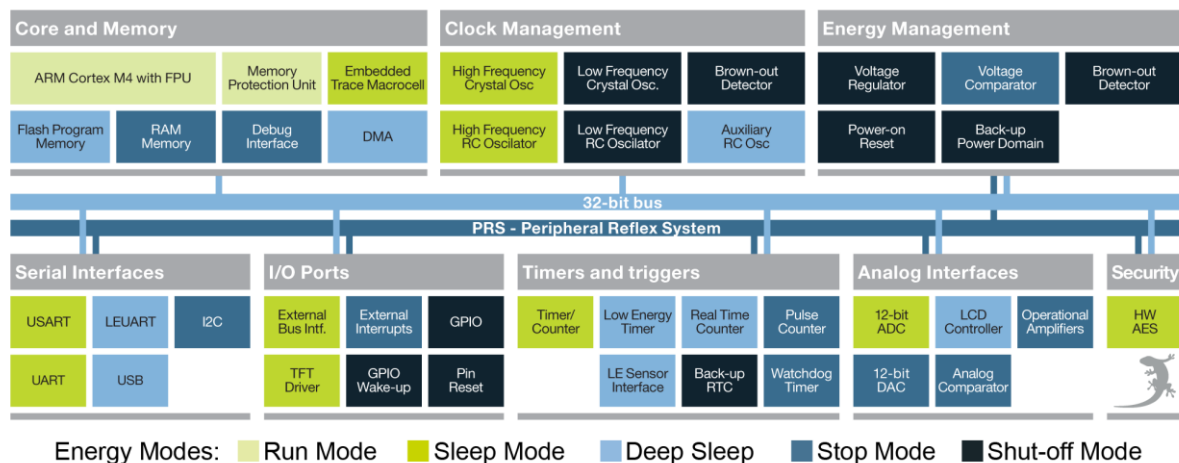 Core and Memory
ARM Cortex M4 with FPU
Memory
Protection Unit
Embedded
Trace Macrocell
Flash Program
Memory
RAM
Memory
Debug
Interface
DMA
Clock Management
High Frequency
Crystal Osc
Low Frequency
Crystal Osc.
Brown-out
Detector
High Frequency
RC Oscilator
Low Frequency
RC Oscilator
Auxiliary
RC Osc
Energy Management
Voltage
Regulator
Voltage
Comparator
Brown-out
Detector
Power-on
Reset
Back-up
Power Domain
32-bit bus
PRS - Peripheral Reflex System
Serial Interfaces
USART
LEUART
I2C
UART
USB
I/O Ports
External
Bus Intf.
External
Interrupts
GPIO
TFT
Driver
GPIO
Wake-up
Pin
Reset
Timers and triggers
Timer/
Counter
Low Energy
Timer
Real Time
Counter
Pulse
Counter
LE Sensor
Interface
Back-up
RTC
Watchdog
Timer
Analog Interfaces
12-bit
ADC
LCD
Controller
Operational
Amplifiers
12-bit
DAC
Analog
Comparator
Security
HW
AES
Energy Modes: Run Mode Sleep Mode Deep Sleep Stop Mode Shut-off Mode